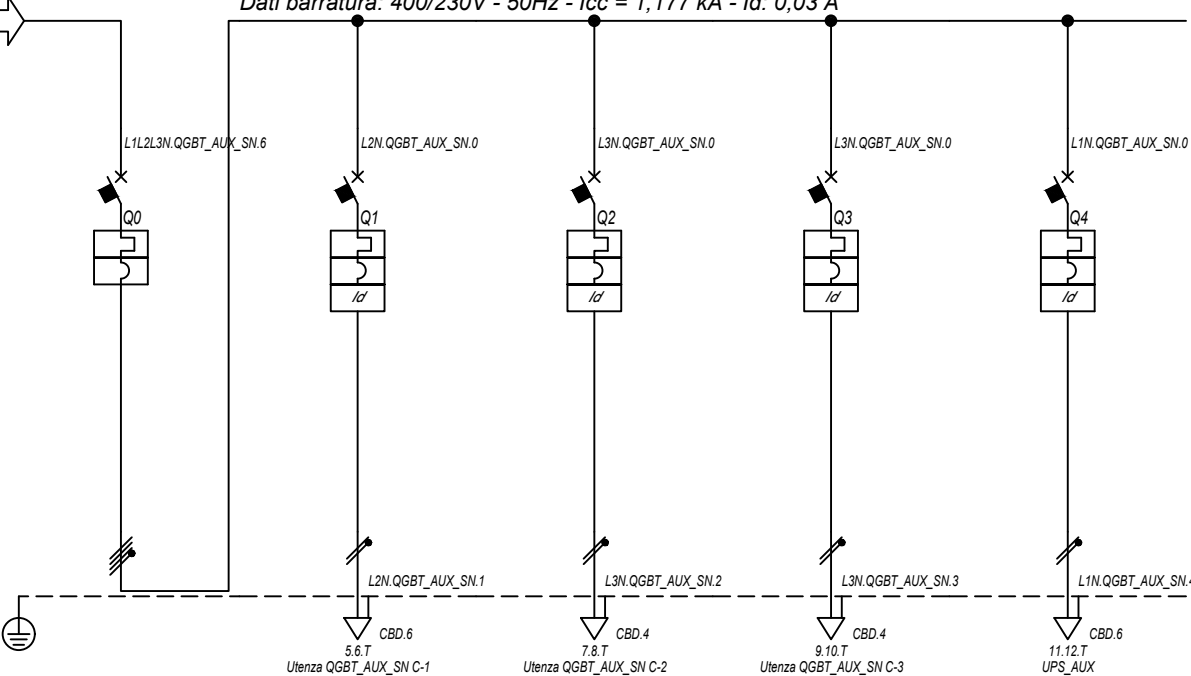 Dati barratura: 400/230V - 50Hz - Icc = 1,177 kA - Id: 0,03 A
L1L2L3N.QGBT_AUX_SN.6
L2N.QGBT_AUX_SN.0
L3N.QGBT_AUX_SN.0
L3N.QGBT_AUX_SN.0
L1N.QGBT_AUX_SN.0
Q0
Q1
Q2
Q3
Q4
Id
Id
Id
Id
L2N.QGBT_AUX_SN.1
L3N.QGBT_AUX_SN.2
L3N.QGBT_AUX_SN.3
L1N.QGBT_AUX_SN.4
CBD.6
CBD.4
CBD.4
CBD.6
5.6.T
7.8.T
9.10.T
11.12.T
Utenza QGBT_AUX_SN C-1
Utenza QGBT_AUX_SN C-2
Utenza QGBT_AUX_SN C-3
UPS_AUX